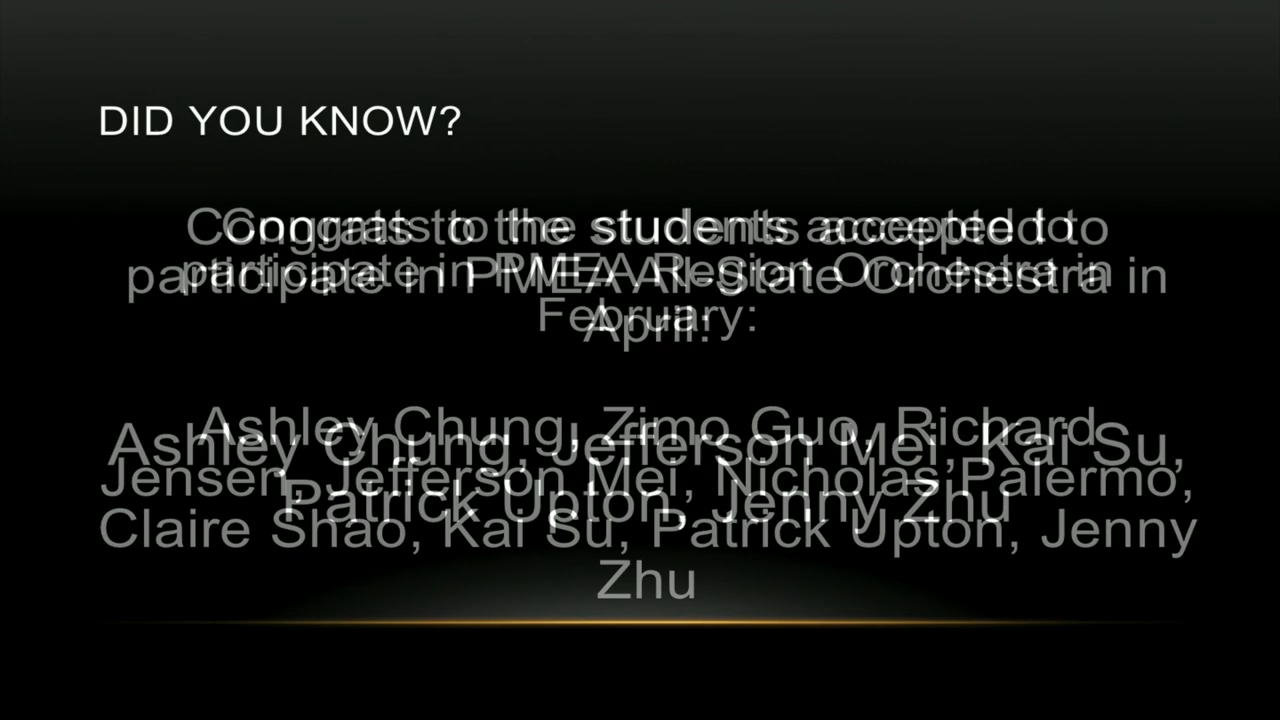 DID YOU KNOW?
Congrats to the students accepted to
participate in PMEA Region Orchestra in
February:
Ashley Chung, Zimo Guo, Richard
Jensen, Jefferson Mei, Nicholas Palermo,
Claire Shao, Kai Su, Patrick Upton, Jenny
Zhu
Congrats to the students accepted to
participate in PMEA All-State Orchestra in
April:
Ashley Chung, Jefferson Mei, Kai Su,
Patrick Upton, Jenny Zhu